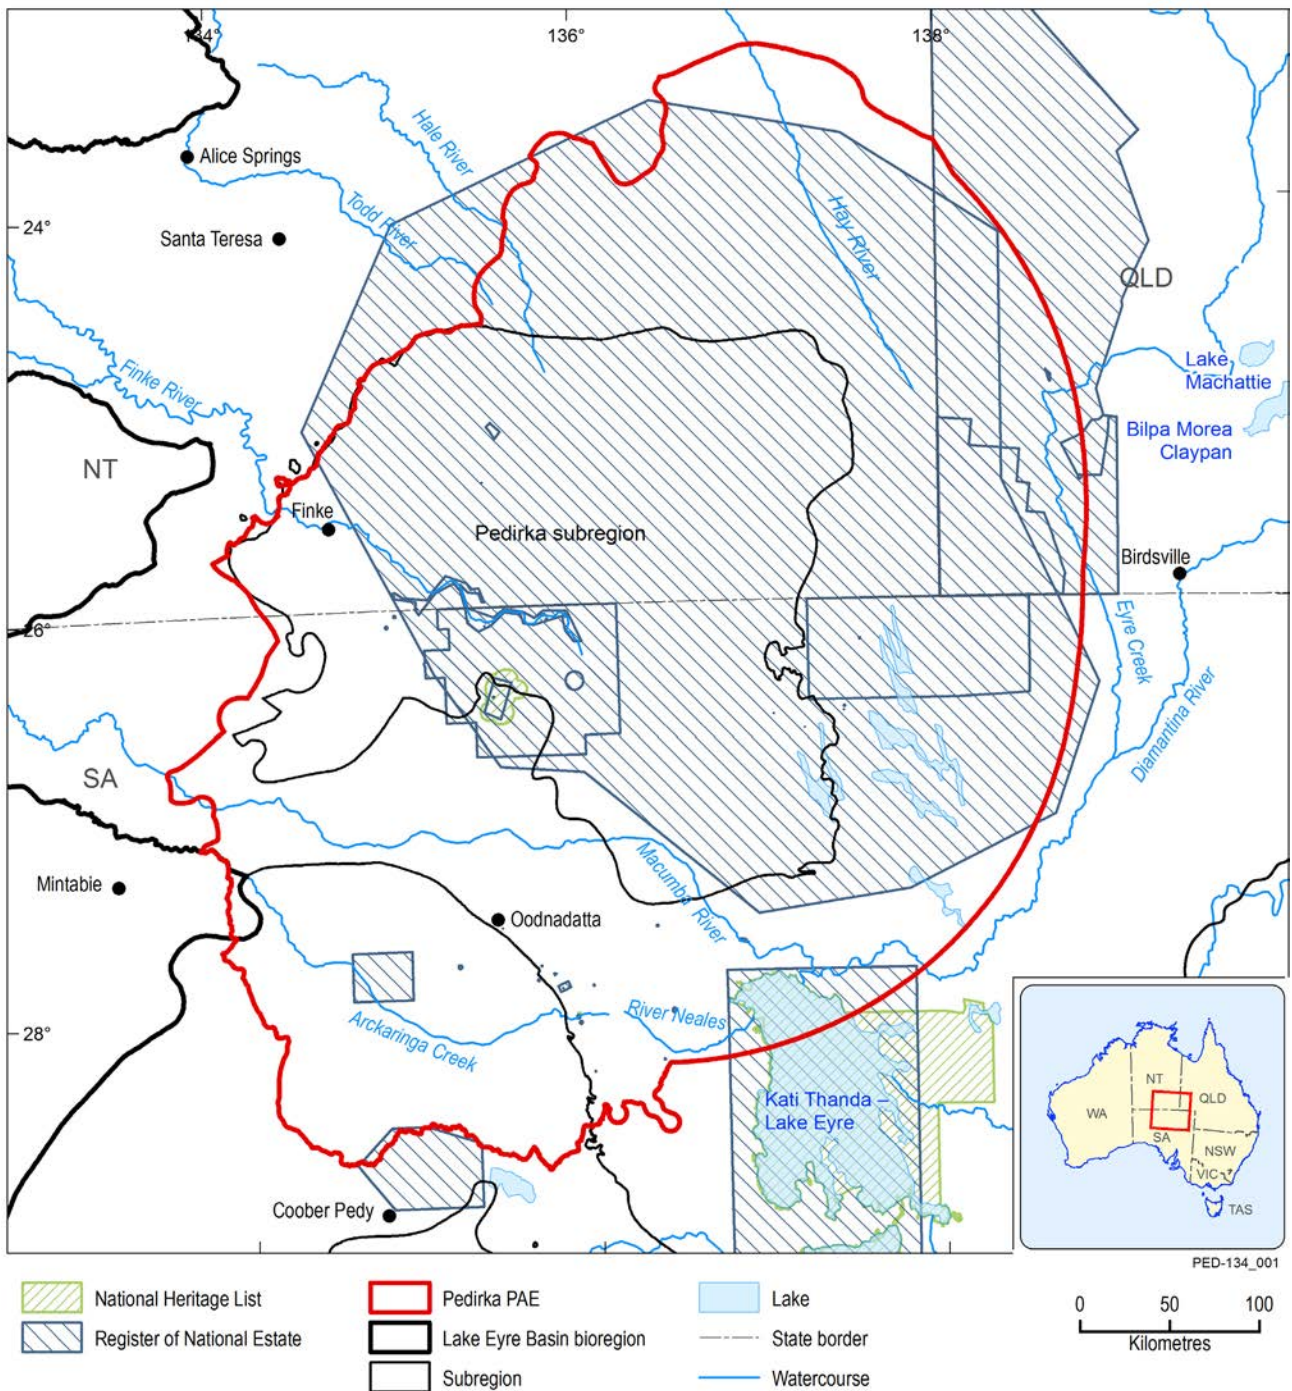 134°
136°
138°
Hale River
Alice Springs
Todd River
Santa Teresa
24°
Hay River
QLD
Lake
Machattie
Finke River
Bilpa Morea
Claypan
NT
Finke
Pedirka subregion
Birdsville
26°
Eyre Creek
Diamantina River
SA
Macumba River
Mintabie
Oodnadatta
28°
River Neales
Arckaringa Creek
Kati Thanda –
Lake Eyre
Coober Pedy
NT
QLD
WA
SA
NSW
VIC
TAS
PED-134_001
National Heritage List
Register of National Estate
Pedirka PAE
Lake Eyre Basin bioregion
Subregion
Lake
State border
Watercourse
0 50 100
Kilometres